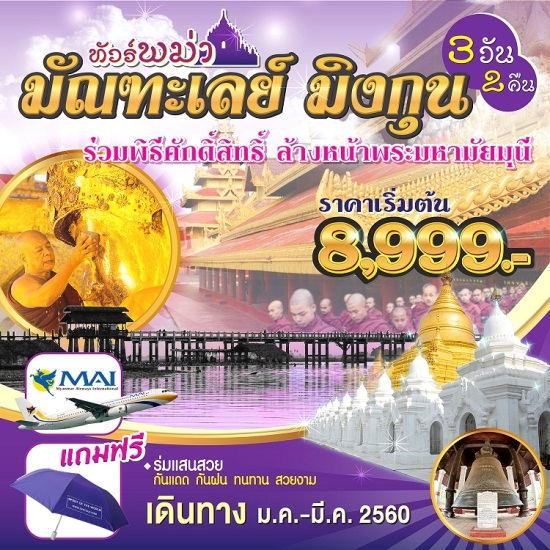 ทัวร์พม่า
มัณฑะเลย์ มิงกุน
3 วัน
2 คืน
ร่วมพิธีศักดิ์สิทธิ์ ล้างหน้าพระมหามัยมุนี
ราคาเริ่มต้น
8,999.-
MAI
Myanmar Airways International
แถมฟรี
• ร่มแสนสวย
กันแดด กันฝน ทนทาน สวยงาม
เดินทาง ม.ค.-มี.ค. 2560